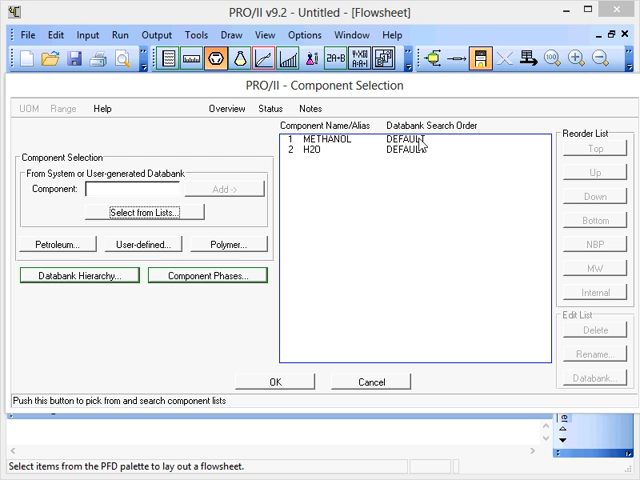 PRO/II v9.2 - Untitled - [Flowsheet]
File Edit Input Run Output Tools Draw View Options Window Help
PRO/II - Component Selection
UOM Range Help Overview Status Notes
Component Name/Alias Databank Search Order
1 METHANOL DEFAULT
2 H2O DEFAULT
Component Selection
From System or User-generated Databank
Component: Add ->
Select from Lists...
Petroleum... User-defined... Polymer...
Databank Hierarchy... Component Phases...
Reorder List
Top
Up
Down
Bottom
NBP
MW
Internal
Edit List
Delete
Rename...
Databank...
OK Cancel
Push this button to pick from and search component lists
Select items from the PFD palette to lay out a flowsheet.